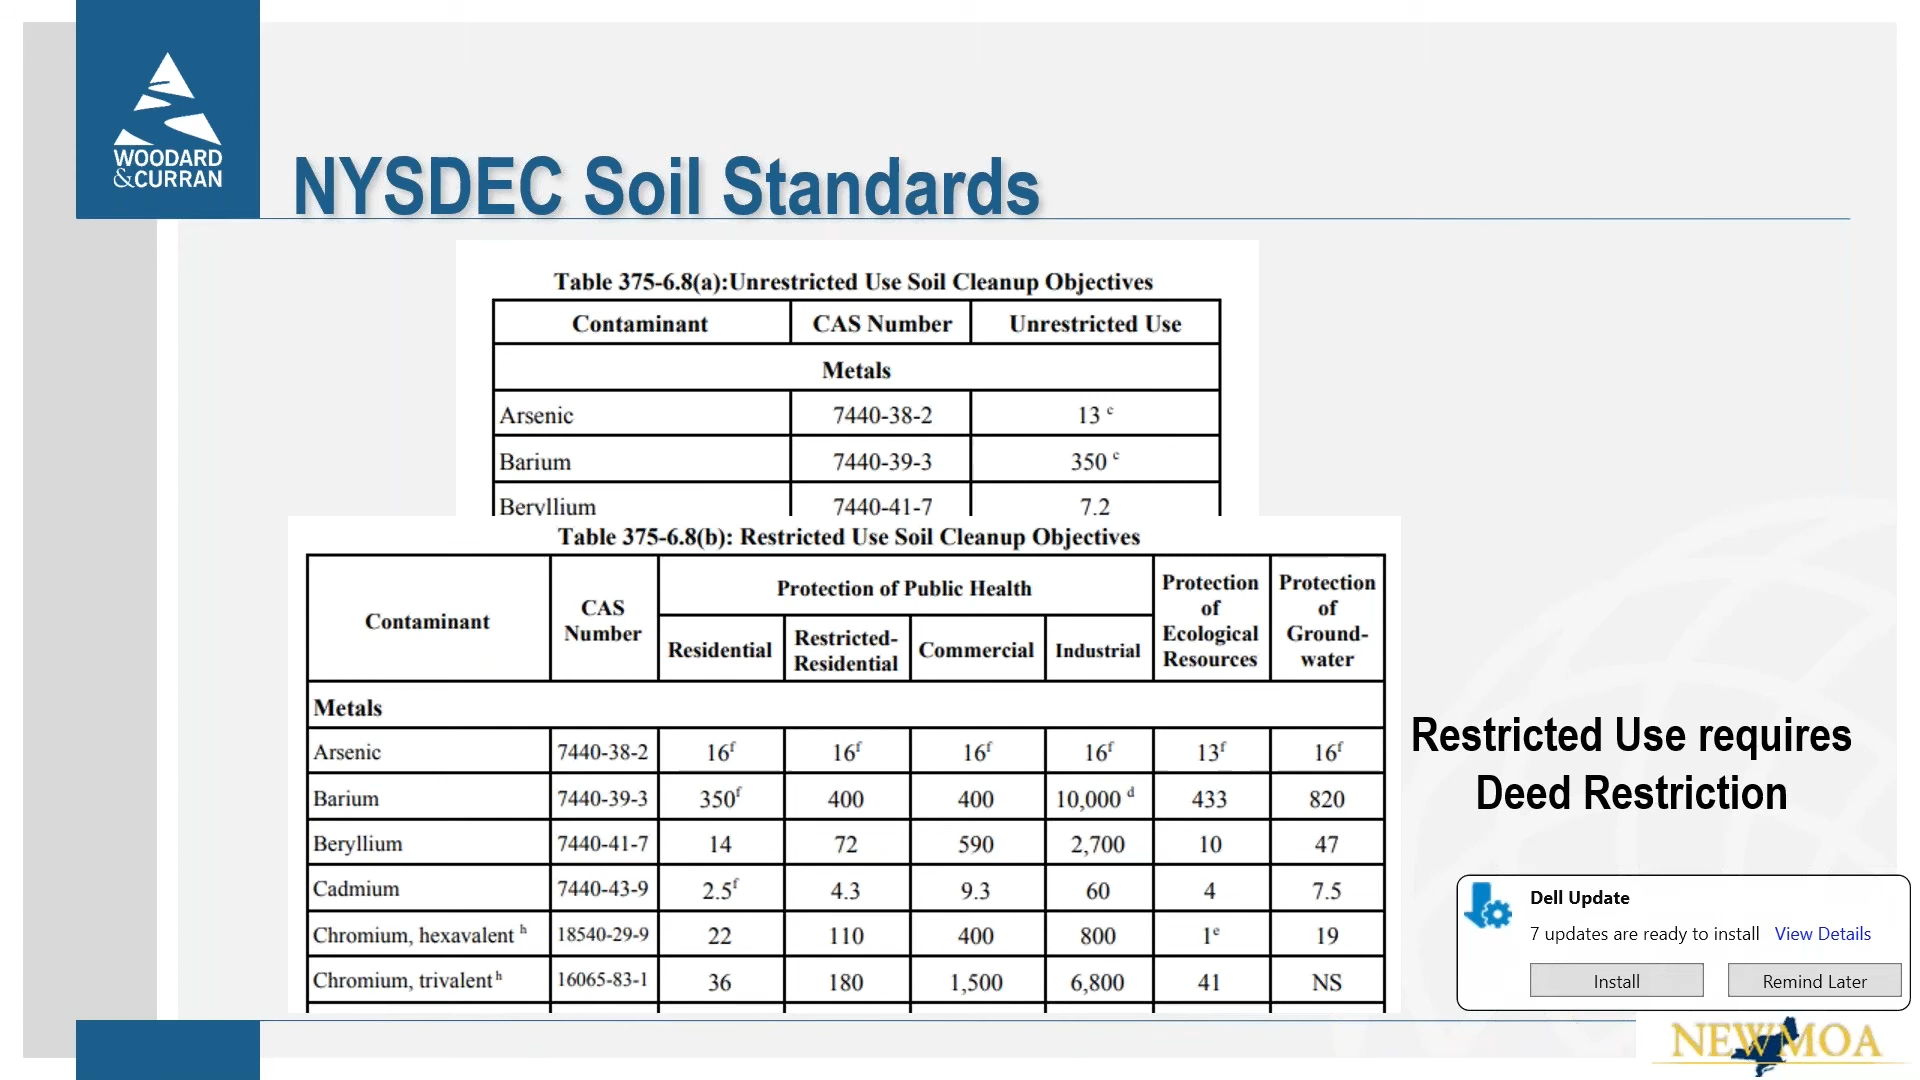 WOODARD
&CURRAN
NYSDEC Soil Standards
Table 375-6.8(a):Unrestricted Use Soil Cleanup Objectives
Contaminant CAS Number Unrestricted Use
Metals
Arsenic 7440-38-2 13 c
Barium 7440-39-3 350 c
Beryllium 7440-41-7 7.2
Table 375-6.8(b): Restricted Use Soil Cleanup Objectives
Contaminant
CAS
Number
Protection of Public Health
Residential
Restricted-
Residential
Commercial
Industrial
Protection
of
Ecological
Resources
Protection
of
Ground-
water
Metals
Arsenic 7440-38-2 16f 16f 16f 16f 13f 16f
Barium 7440-39-3 350f 400 400 10,000 d 433 820
Beryllium 7440-41-7 14 72 590 2,700 10 47
Cadmium 7440-43-9 2.5f 4.3 9.3 60 4 7.5
Chromium, hexavalent h 18540-29-9 22 110 400 800 1e 19
Chromium, trivalent h 16065-83-1 36 180 1,500 6,800 41 NS
Restricted Use requires
Deed Restriction
Dell Update
7 updates are ready to install View Details
Install Remind Later
NEWMOA